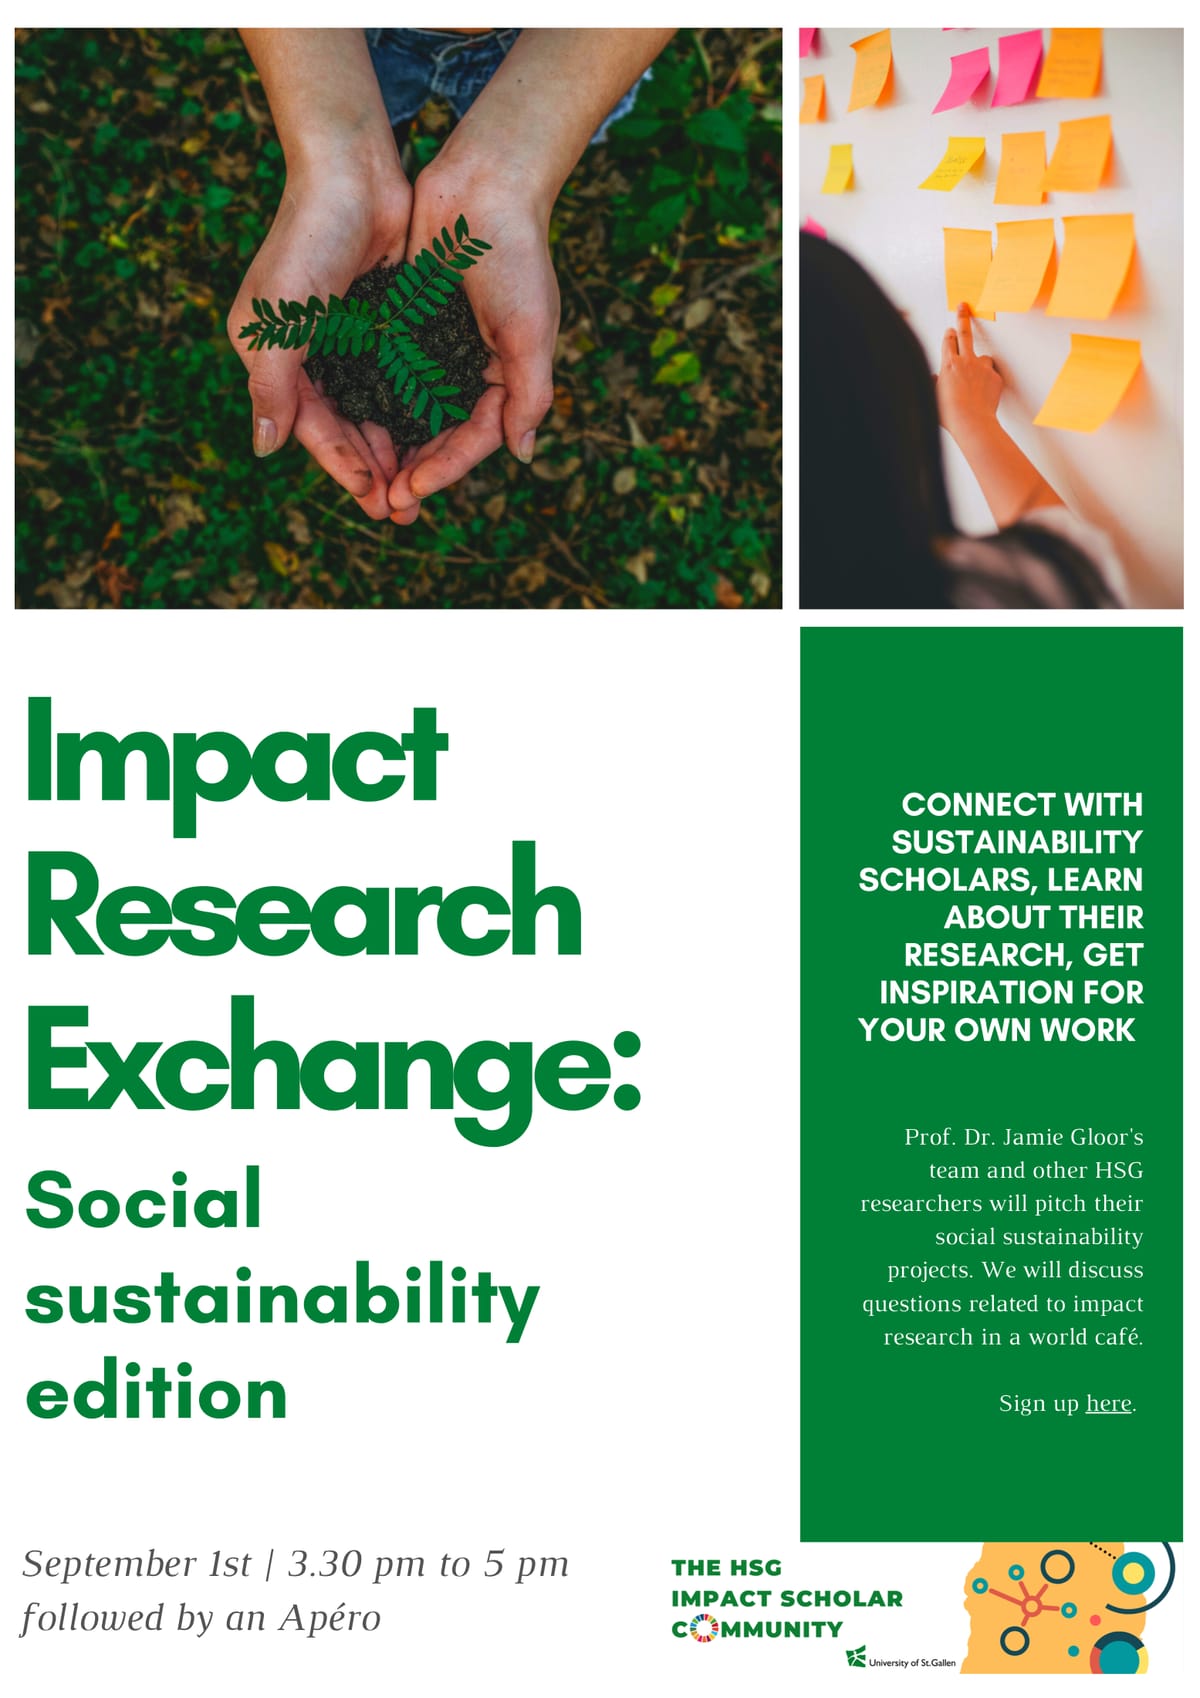 Impact
Research
Exchange:
Social
sustainability
edition
September 1st | 3.30 pm to 5 pm
followed by an Apéro
CONNECT WITH
SUSTAINABILITY
SCHOLARS, LEARN
ABOUT THEIR
RESEARCH, GET
INSPIRATION FOR
YOUR OWN WORK
Prof. Dr. Jamie Gloor's
team and other HSG
researchers will pitch their
social sustainability
projects. We will discuss
questions related to impact
research in a world café.
Sign up here.
THE HSG
IMPACT SCHOLAR
COMMUNITY
University of St.Gallen